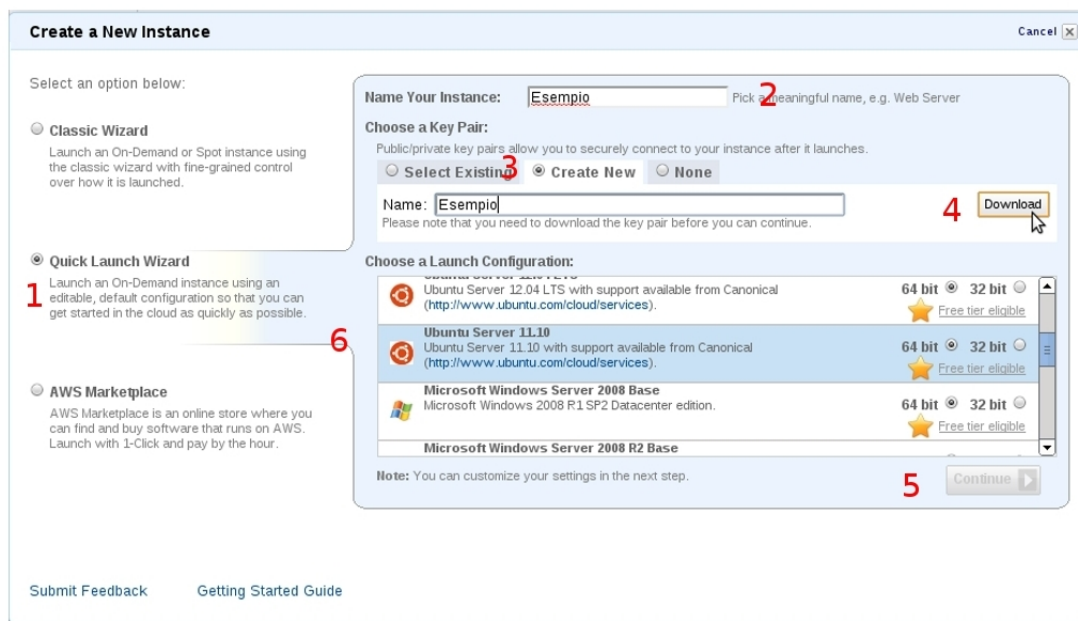 Create a New Instance
Cancel
Select an option below:
Classic Wizard
Launch an On-Demand or Spot instance using
the classic wizard with fine-grained control
over how it is launched.
1
Quick Launch Wizard
Launch an On-Demand instance using an
editable, default configuration so that you can
get started in the cloud as quickly as possible.
6
AWS Marketplace
AWS Marketplace is an online store where you
can find and buy software that runs on AWS.
Launch with 1-Click and pay by the hour.
Name Your Instance: Esempio 2 Pick a meaningful name, e.g. Web Server
Choose a Key Pair:
Public/private key pairs allow you to securely connect to your instance after it launches.
Select Existing 3 Create New None
Name: Esempio 4 Download
Please note that you need to download the key pair before you can continue.
Choose a Launch Configuration:
Ubuntu Server 12.04 LTS
Ubuntu Server 12.04 LTS with support available from Canonical 64 bit 32 bit
(http://www.ubuntu.com/cloud/services). Free tier eligible
Ubuntu Server 11.10
Ubuntu Server 11.10 with support available from Canonical 64 bit 32 bit
(http://www.ubuntu.com/cloud/services). Free tier eligible
Microsoft Windows Server 2008 Base
Microsoft Windows 2008 R1 SP2 Datacenter edition. 64 bit 32 bit
Free tier eligible
Microsoft Windows Server 2008 R2 Base
Note: You can customize your settings in the next step. 5 Continue
Submit Feedback Getting Started Guide